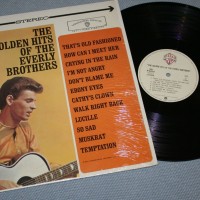 STEREO
THE
GOLDEN HITS
OF THE
EVERLY
BROTHERS
THAT'S OLD FASHIONED
HOW CAN I MEET HER
CRYING IN THE RAIN
I'M NOT ANGRY
DON'T BLAME ME
EBONY EYES
CATHY'S CLOWN
WALK RIGHT BACK
LUCILLE
SO SAD
MUSKRAT
TEMPTATION